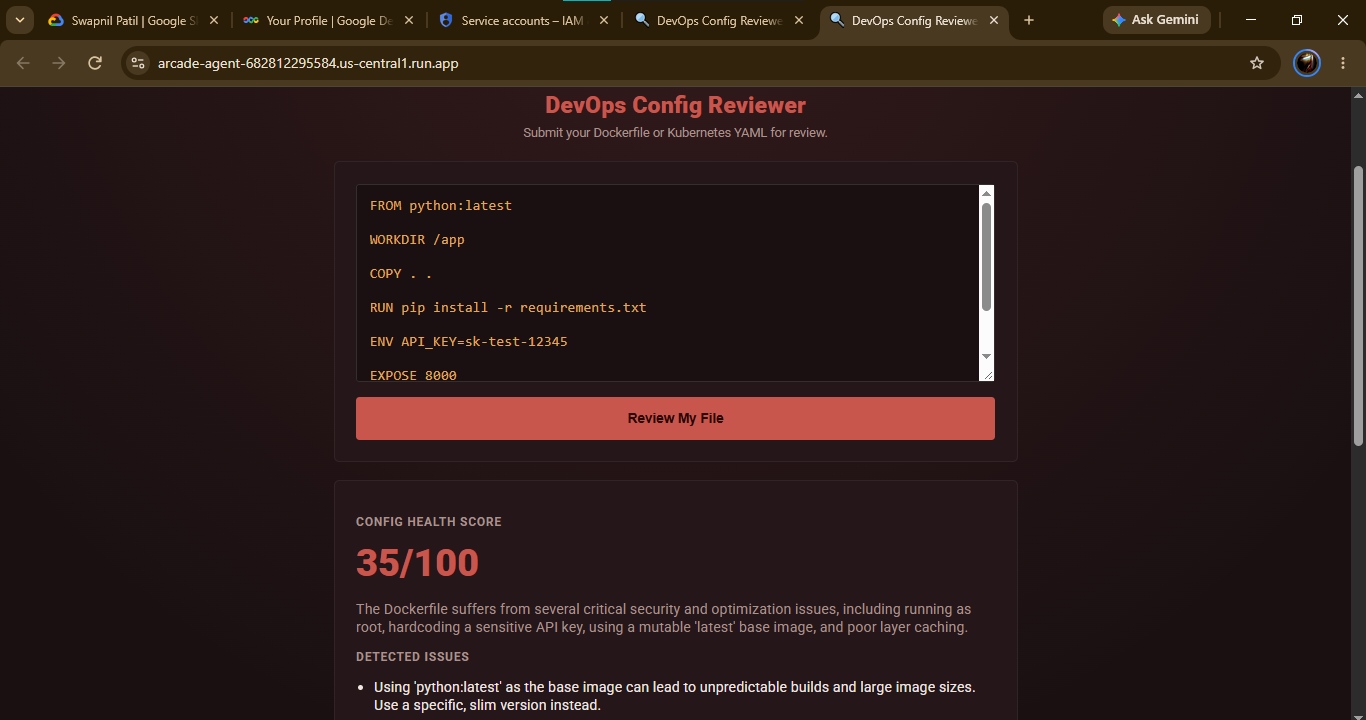 Swapnil Patil | Google Sk
Your Profile | Google De
Service accounts – IAM
DevOps Config Reviewe
DevOps Config Reviewe
Ask Gemini
arcade-agent-682812295584.us-central1.run.app
DevOps Config Reviewer
Submit your Dockerfile or Kubernetes YAML for review.
FROM python:latest
WORKDIR /app
COPY . .
RUN pip install -r requirements.txt
ENV API_KEY=sk-test-12345
EXPOSE 8000
Review My File
CONFIG HEALTH SCORE
35/100
The Dockerfile suffers from several critical security and optimization issues, including running as
root, hardcoding a sensitive API key, using a mutable 'latest' base image, and poor layer caching.
DETECTED ISSUES
• Using 'python:latest' as the base image can lead to unpredictable builds and large image sizes.
Use a specific, slim version instead.